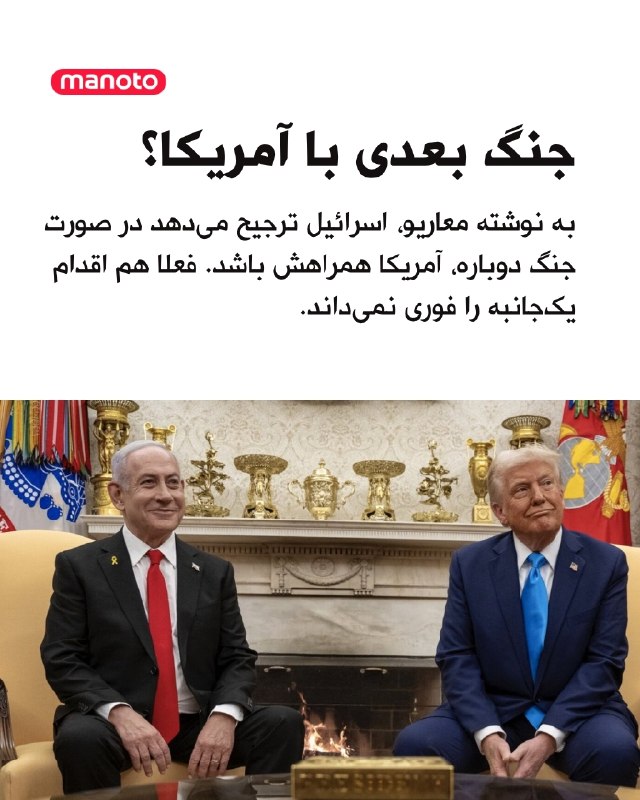 manoto
جنگ بعدی با آمریکا؟
به نوشته معاریو، اسرائیل ترجیح می‌دهد در صورت
جنگ دوباره، آمریکا همراهش باشد. فعلا هم اقدام
یک‌جانبه را فوری نمی‌داند.